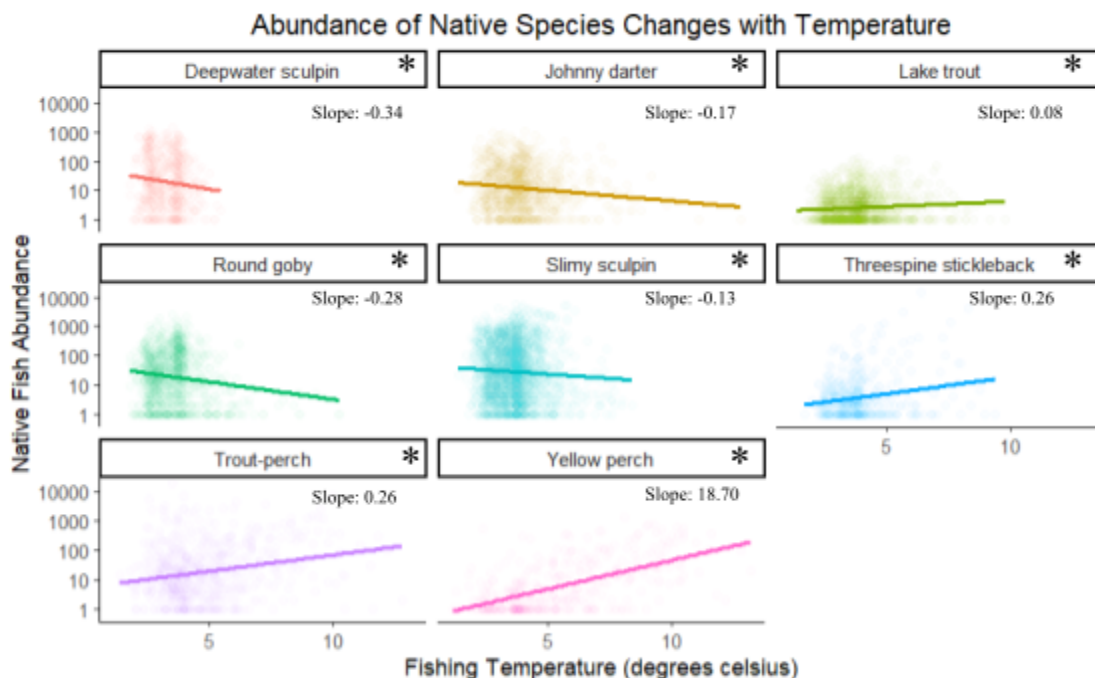 Abundance of Native Species Changes with Temperature
Deepwater sculpin *
Johnny darter *
Lake trout *
Slope: -0.34
Slope: -0.17
Slope: 0.08
10000
1000
100
10
1
Round goby *
Slimy sculpin *
Threespine stickleback *
Slope: -0.28
Slope: -0.13
Slope: 0.26
10000
1000
100
10
1
5
10
Trout-perch *
Yellow perch *
Slope: 0.26
Slope: 18.70
10000
1000
100
10
1
5
10
5
10
Native Fish Abundance
Fishing Temperature (degrees celsius)